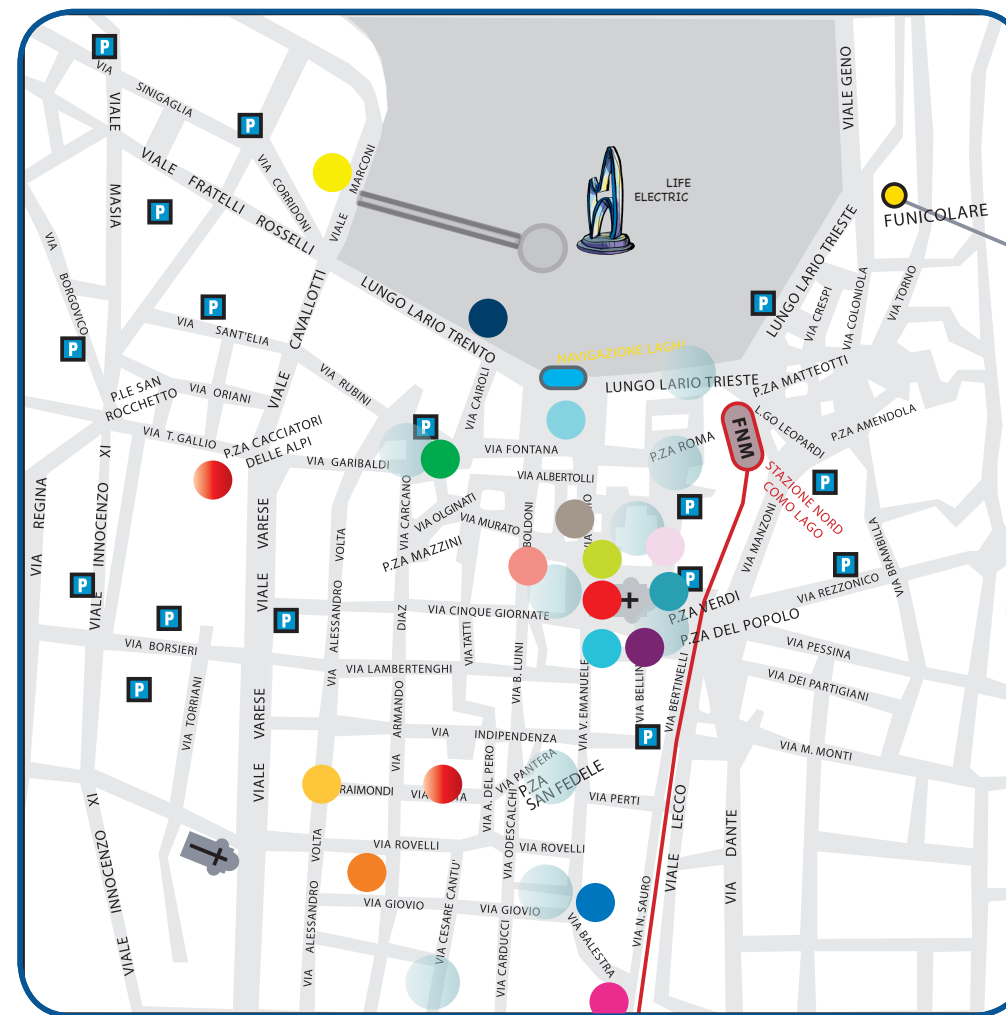 P
VIA
SINIGAGLIA
VIALE
MASIA
P
VIALE FRATELLI ROSSELLI
VIA CORRIDONI
VIALE
MARCONI
P
VIALE GENO
LIFE
ELECTRIC
FUNICOLARE
VIA
BORGOVICO
P
VIA
SANT'ELIA
P
VIALE
CAVALLOTTI
LUNGO LARIO TRENTO
P
LUNGO LARIO TRIESTE
VIA CRESPI
VIA COLONIOLA
VIA TORNO
NAVIGAZIONE LAGHI
LUNGO LARIO TRIESTE
P.ZA MATTEOTTI
P.LE SAN
ROCCHETTO
VIA ORIANI
VIA RUBINI
VIA CAIROLI
VIA T. GALLIO
P.ZA CACCIATORI
DELLE ALPI
P
VIA GARIBALDI
VIA FONTANA
VIA ALBERTOLLI
P.ZA ROMA
FNM
L.GO LEOPARDI
P.ZA AMENDOLA
STAZIONE NORD
COMO LAGO
P
P
VIA REGINA
VIALE INNOCENZO XI
VIALE VARESE
VIA ALESSANDRO VOLTA
VIA CARCANO
VIA OLGINATI
VIA MURATO
BOLDONI
P.ZA MAZZINI
VIA MANZONI
VIA BRAMBILLA
P
P
P
VIA REZZONICO
P
P
VIA BORSIERI
DIAZ
VIA CINQUE GIORNATE
P.ZA VERDI
P.ZA DEL POPOLO
VIA TATTI
VIA B. LUINI
VIA LAMBERTENGHI
VIA PESSINA
VIA DEI PARTIGIANI
P
VIA TORRIANI
VIALE VARESE
VIA ARMANDO
VIA INDIPENDENZA
VIA V. EMANUELE
VIA BERTINELLI
P
VIA M. MONTI
VIA A. DEL PERO
VIA PANTERA
P.ZA
SAN FEDELE
VIA ODESCALCHI
RAIMONDI
VIA PERTI
VIALE LECCO
VIA DANTE
VIALE INNOCENZO XI
VIA ALESSANDRO VOLTA
VIA ROVELLI
VIA ROVELLI
VIA GIOVIO
VIA GIOVIO
VIA CESARE CANTU'
VIA CARDUCCI
VIA BALESTRA
VIA N. SAURO